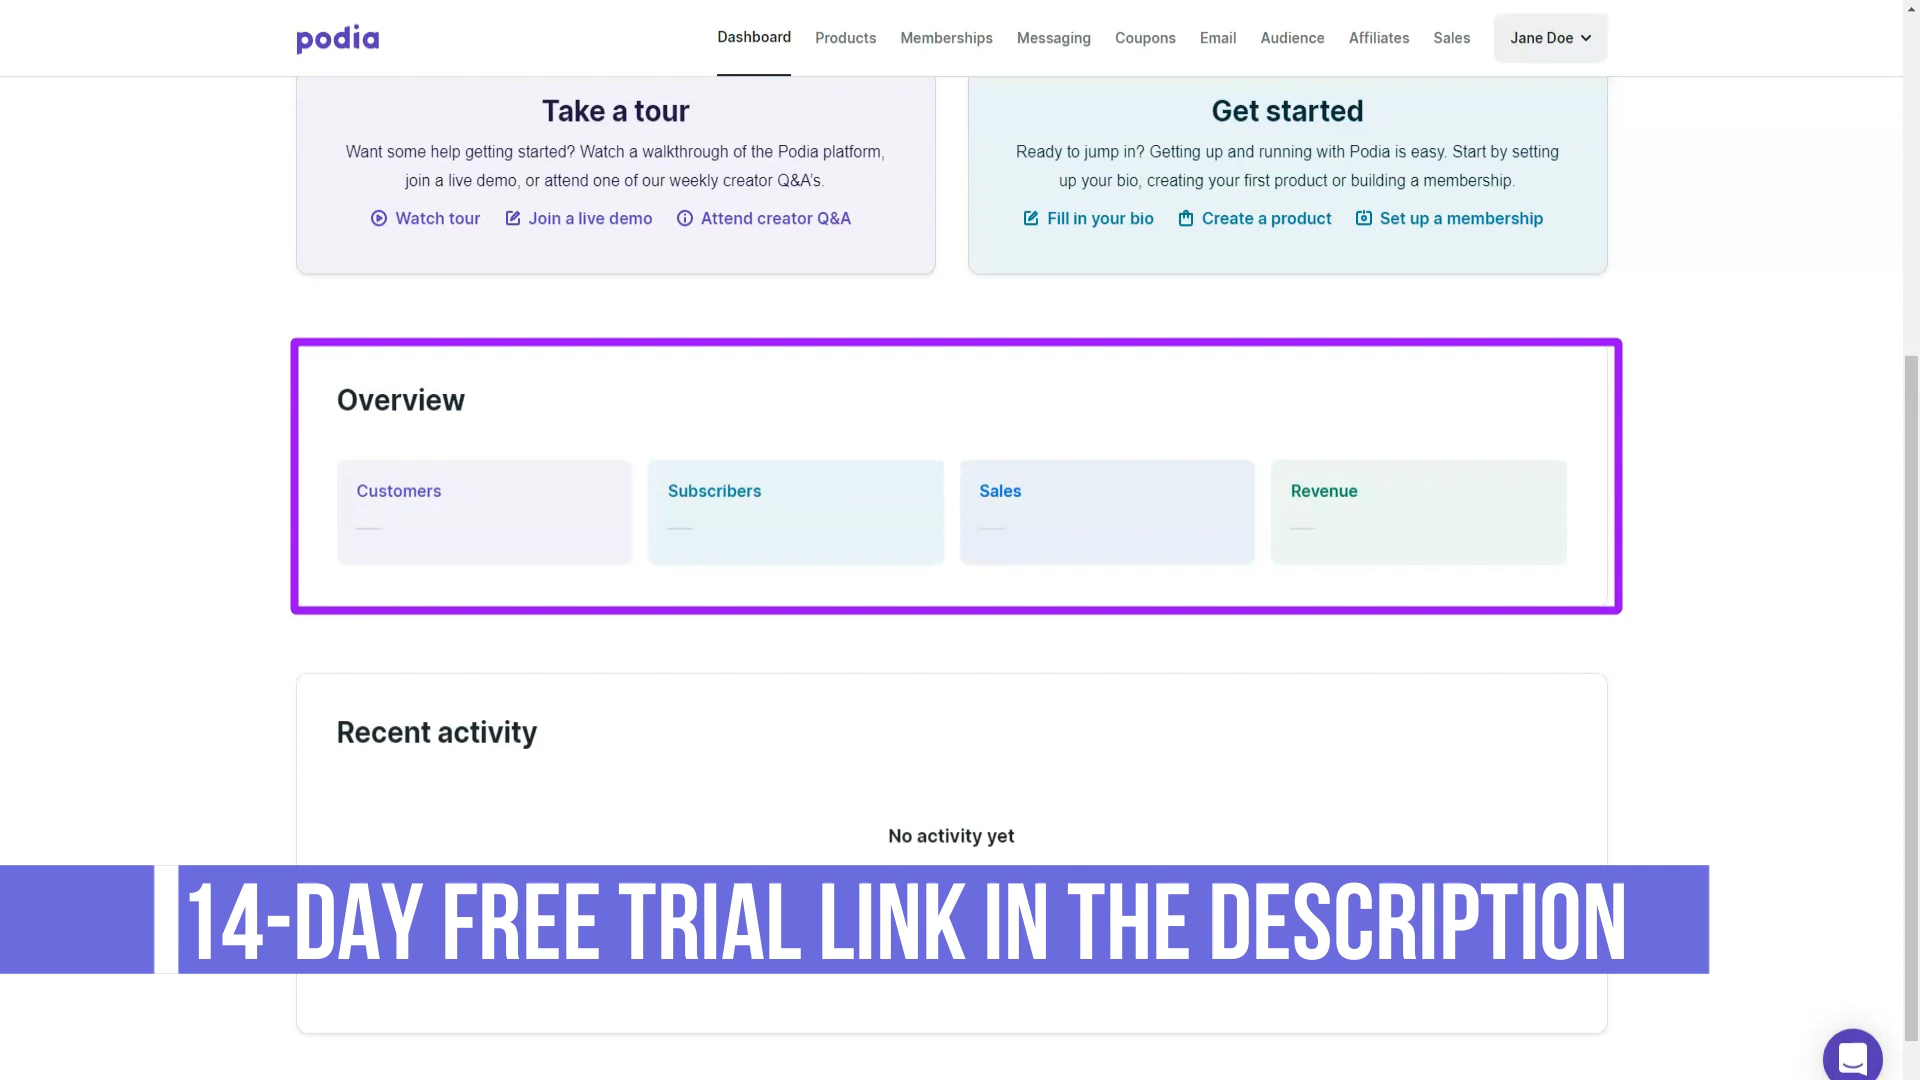 podia
Dashboard Products Memberships Messaging Coupons Email Audience Affiliates Sales Jane Doe
Take a tour
Want some help getting started? Watch a walkthrough of the Podia platform,
join a live demo, or attend one of our weekly creator Q&A's.
Watch tour Join a live demo Attend creator Q&A
Get started
Ready to jump in? Getting up and running with Podia is easy. Start by setting
up your bio, creating your first product or building a membership.
Fill in your bio Create a product Set up a membership
Overview
Customers Subscribers Sales Revenue
Recent activity
No activity yet
14-DAY FREE TRIAL LINK IN THE DESCRIPTION